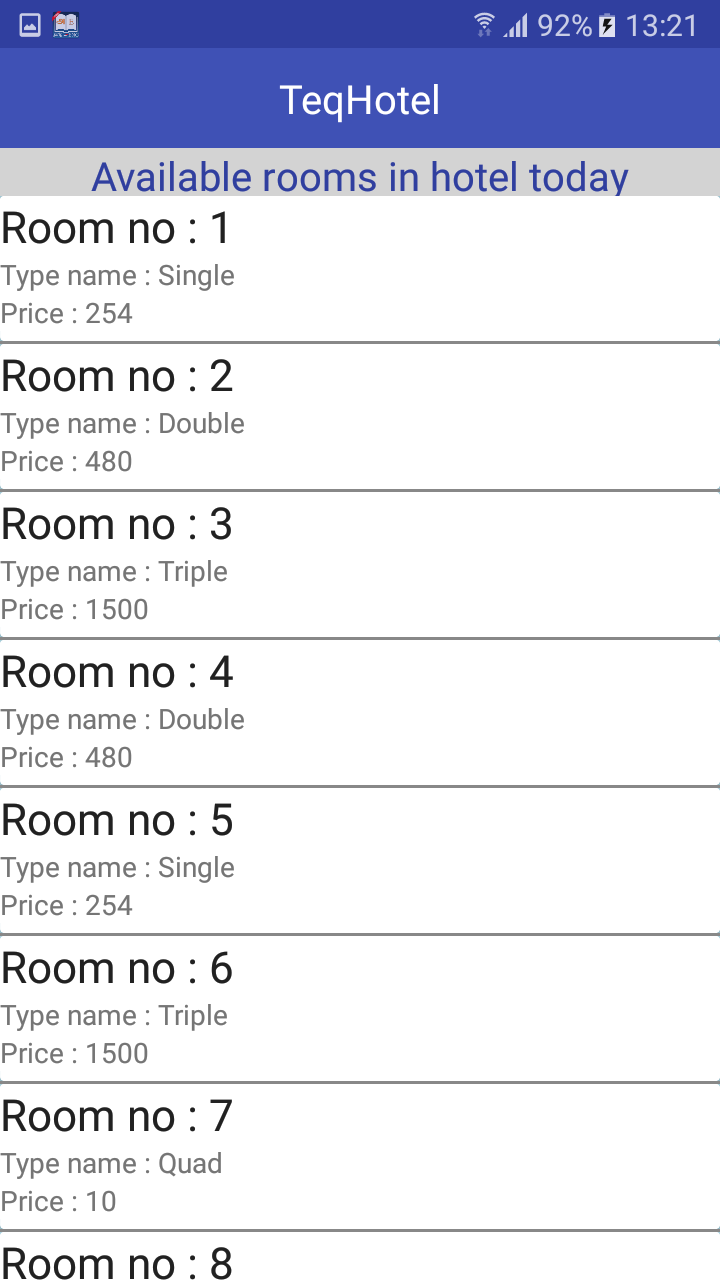 92% 13:21
TeqHotel
Available rooms in hotel today
Room no : 1
Type name : Single
Price : 254
Room no : 2
Type name : Double
Price : 480
Room no : 3
Type name : Triple
Price : 1500
Room no : 4
Type name : Double
Price : 480
Room no : 5
Type name : Single
Price : 254
Room no : 6
Type name : Triple
Price : 1500
Room no : 7
Type name : Quad
Price : 10
Room no : 8